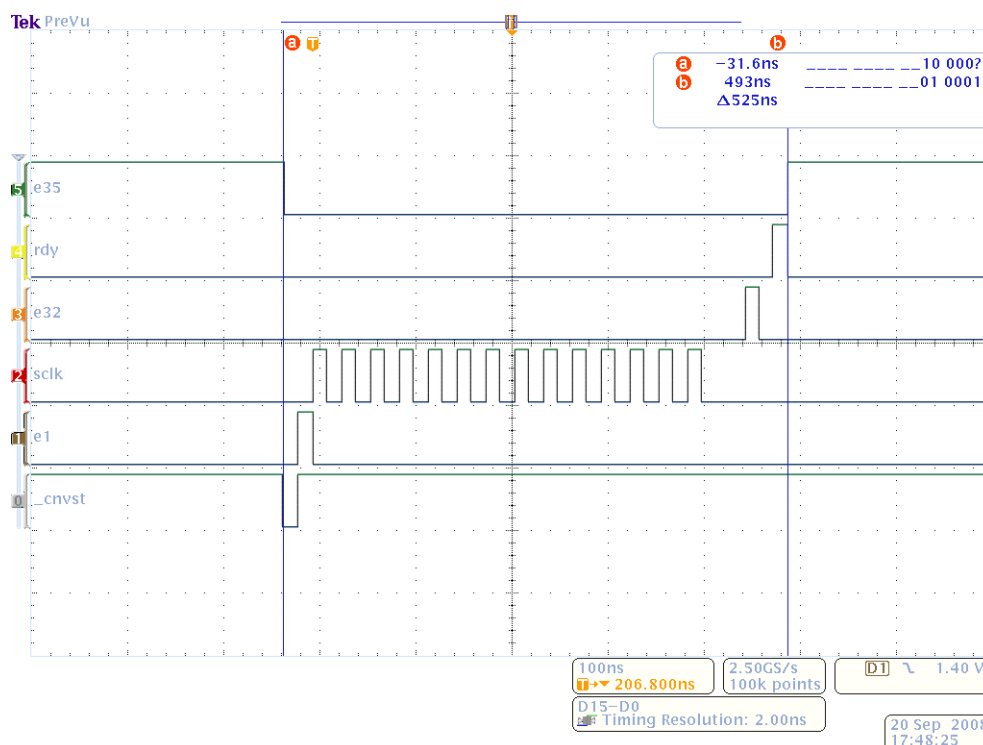 Tek PreVu
a T b
a -31.6ns ____ ____ __10 000?
b 493ns ____ ____ __01 0001
Δ525ns
5 e35
4 rdy
3 e32
2 sclk
1 e1
0 _cnvst
100ns
T→▼ 206.800ns
2.50GS/s
100k points
D1 1.40 V
D15-D0
Timing Resolution: 2.00ns
20 Sep 2008
17:48:25